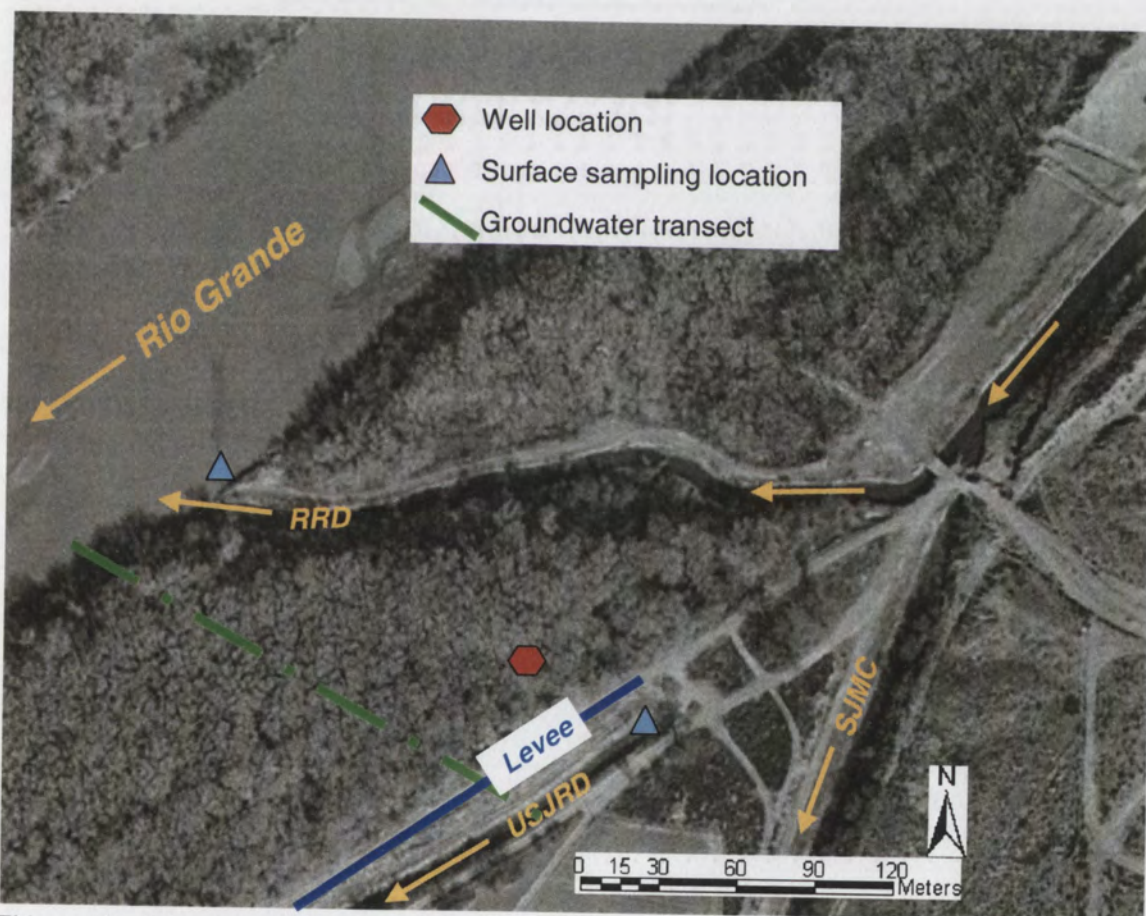 Well location
Surface sampling location
Groundwater transect
Rio Grande
RRD
SJMC
Levee
USJRD
N
0 15 30 60 90 120
Meters